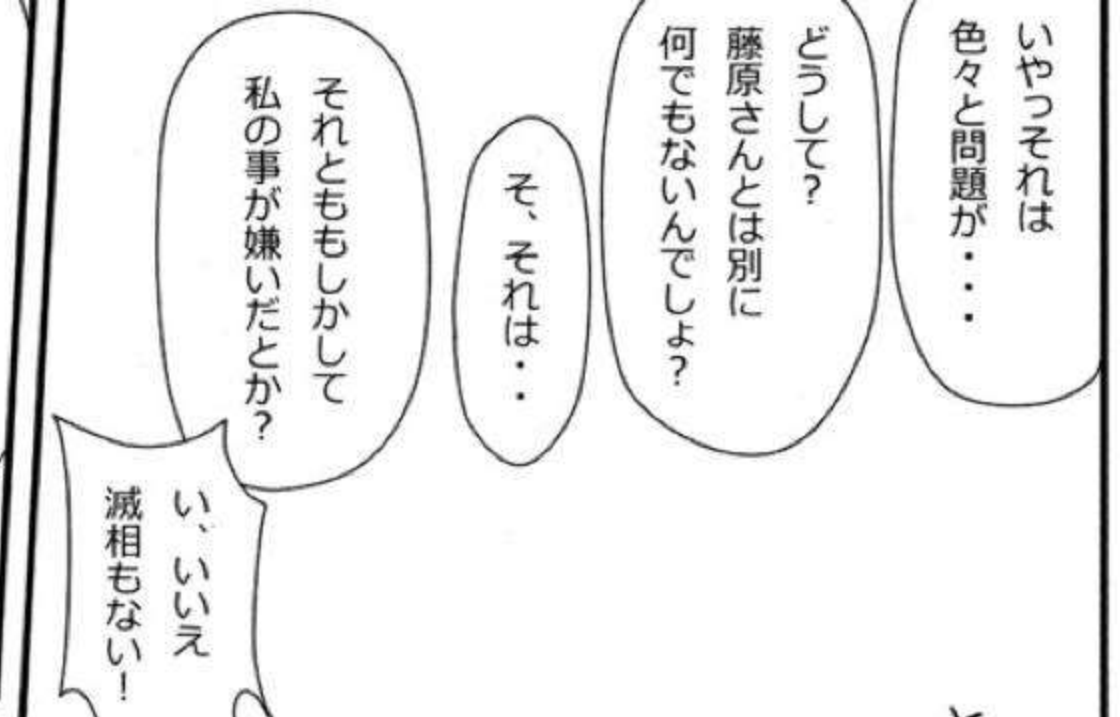 いやっそれは
色々と問題が・・・
どうして?
藤原さんとは別に
何でもないんでしょ?
そ、それは・・
それとももしかして
私の事が嫌いだとか?
い、いいえ
滅相もない!